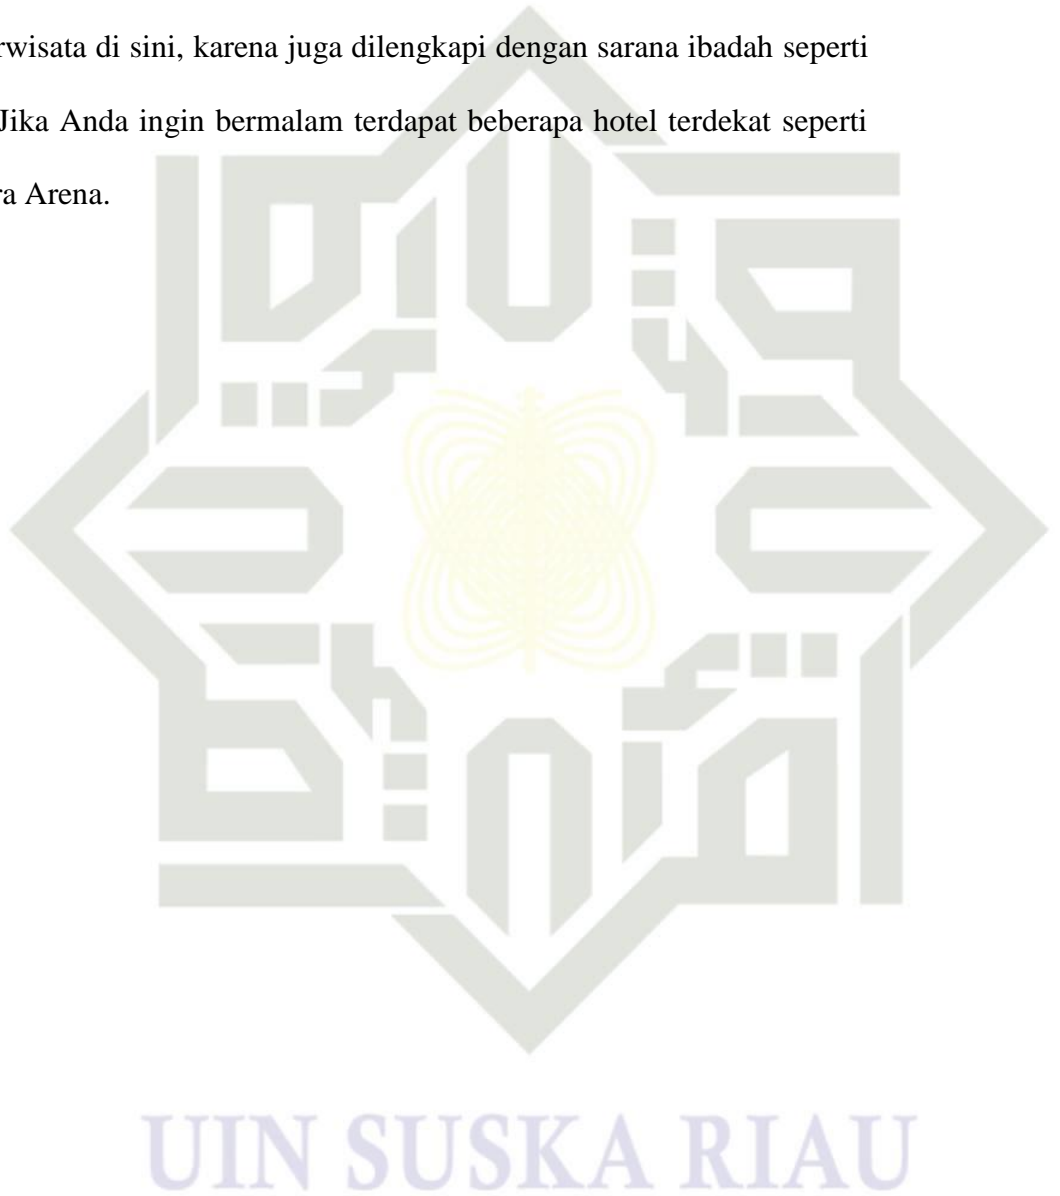 rwisata di sini, karena juga dilengkapi dengan sarana ibadah seperti
Jika Anda ingin bermalam terdapat beberapa hotel terdekat seperti
ra Arena.
UIN SUSKA RIAU